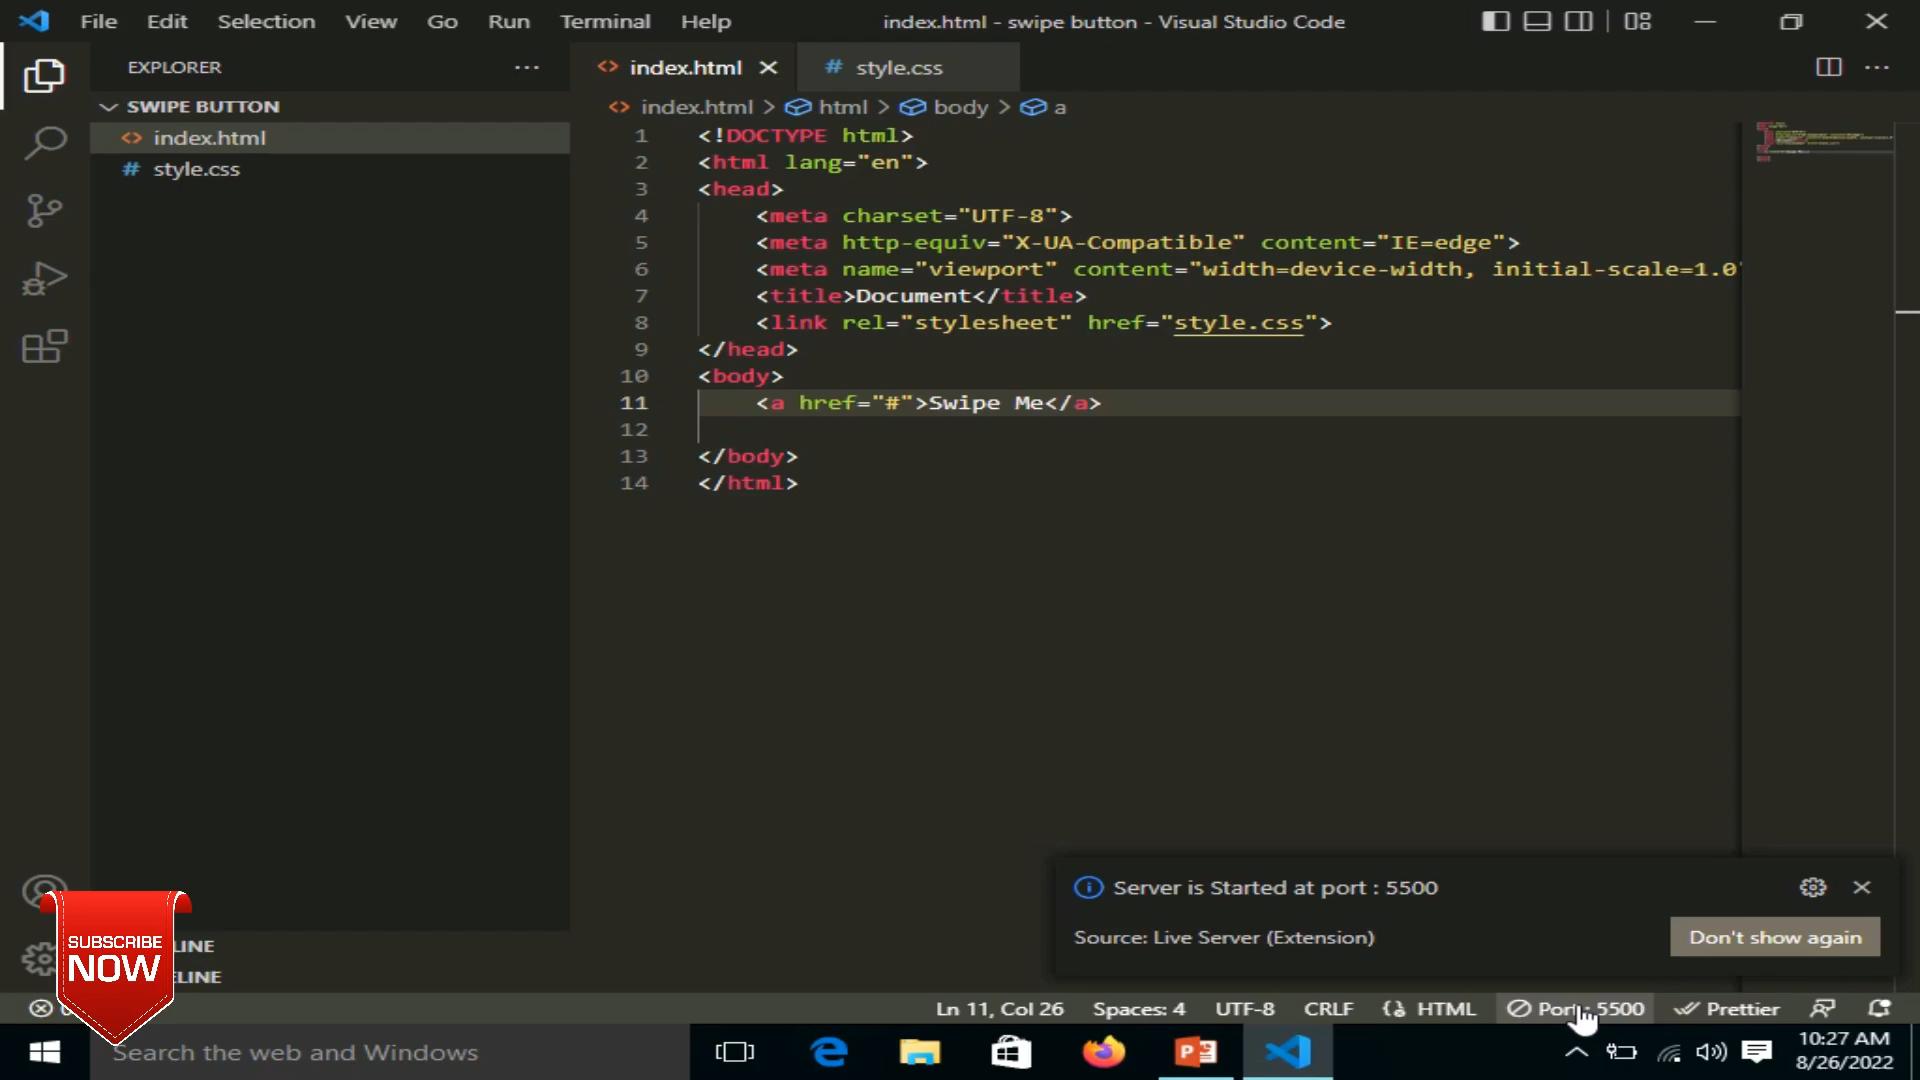 File Edit Selection View Go Run Terminal Help index.html - swipe button - Visual Studio Code
EXPLORER
index.html
style.css
SWIPE BUTTON
index.html
style.css
index.html > html > body > a
1 <!DOCTYPE html>
2 <html lang="en">
3 <head>
4 <meta charset="UTF-8">
5 <meta http-equiv="X-UA-Compatible" content="IE=edge">
6 <meta name="viewport" content="width=device-width, initial-scale=1.0
7 <title>Document</title>
8 <link rel="stylesheet" href="style.css">
9 </head>
10 <body>
11 <a href="#">Swipe Me</a>
12
13 </body>
14 </html>
Server is Started at port : 5500
Source: Live Server (Extension)
Don't show again
SUBSCRIBE
NOW
LINE
ELINE
Ln 11, Col 26 Spaces: 4 UTF-8 CRLF HTML Port : 5500 Prettier
Search the web and Windows
10:27 AM
8/26/2022